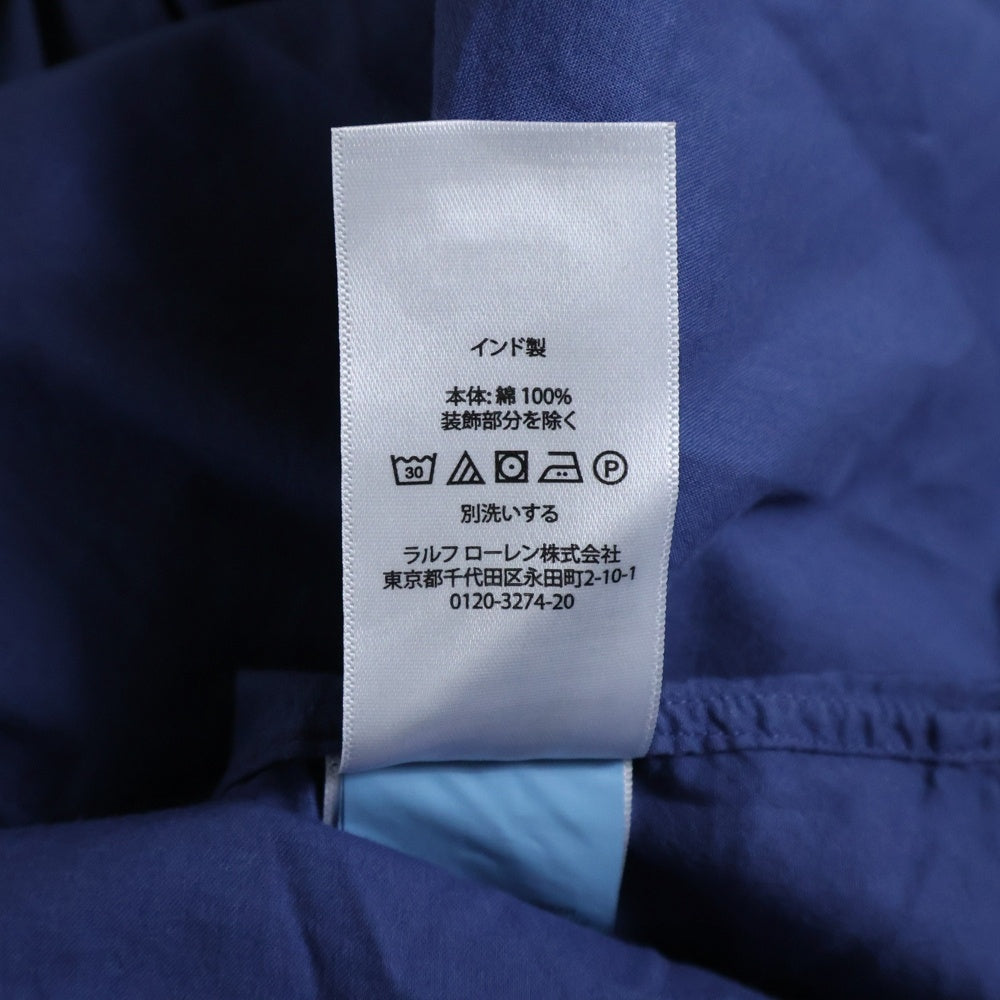 インド製
本体: 綿 100%
装飾部分を除く
30 P
別洗いする
ラルフ ローレン株式会社
東京都千代田区永田町2-10-1
0120-3274-20